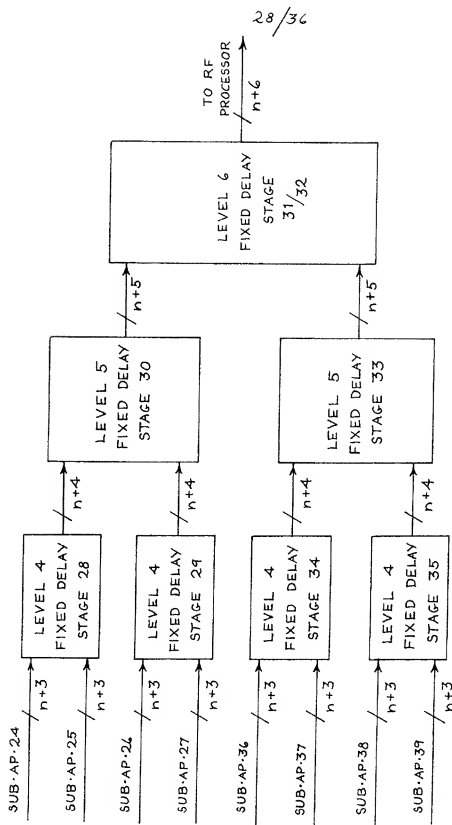 28/36
TO RF
PROCESSOR
n+6
LEVEL 6
FIXED DELAY
STAGE
31/32
n+5
n+5
LEVEL 5
FIXED DELAY
STAGE 30
LEVEL 5
FIXED DELAY
STAGE 33
n+4
n+4
n+4
n+4
LEVEL 4
FIXED DELAY
STAGE 28
LEVEL 4
FIXED DELAY
STAGE 29
LEVEL 4
FIXED DELAY
STAGE 34
LEVEL 4
FIXED DELAY
STAGE 35
n+3
n+3
n+3
n+3
n+3
n+3
n+3
n+3
SUB·AP·24
SUB·AP·25
SUB·AP·26
SUB·AP·27
SUB·AP·36
SUB·AP·37
SUB·AP·38
SUB·AP·39